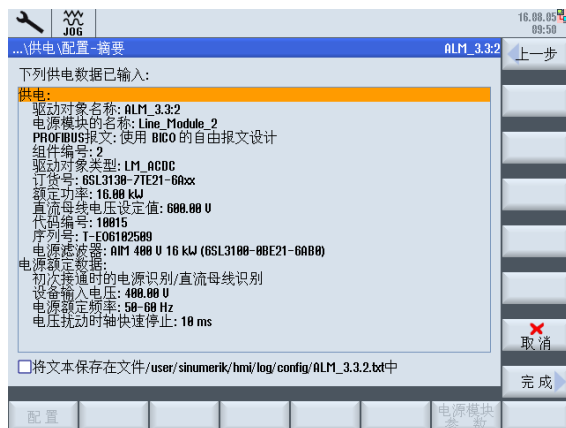 JOG
16.08.05
09:50
...\供电\配置-摘要 ALM_3.3:2
上一步
下列供电数据已输入:
供电:
驱动对象名称: ALM_3.3:2
电源模块的名称: Line_Module_2
PROFIBUS报文: 使用 BICO 的自由报文设计
组件编号: 2
驱动对象类型: LM_ACDC
订货号: 6SL3130-7TE21-6Axx
额定功率: 16.00 kW
直流母线电压设定值: 600.00 V
代码编号: 10015
序列号: T-EO6102509
电源滤波器: AIM 400 V 16 kW (6SL3100-0BE21-6AB0)
电源额定数据:
初次接通时的电源识别/直流母线识别
设备输入电压: 400.00 V
电源额定频率: 50-60 Hz
电压扰动时轴快速停止: 10 ms
取消
将文本保存在文件/user/sinumerik/hmi/log/config/ALM_3.3.2.txt中
完成
配置
电源模块
参数